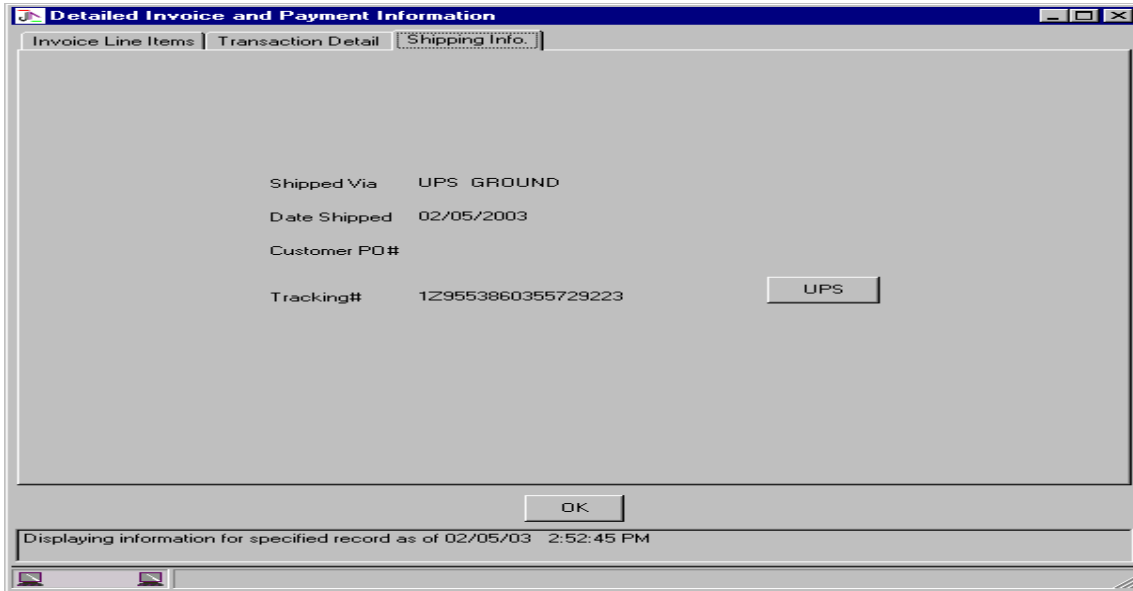 Detailed Invoice and Payment Information
Invoice Line Items Transaction Detail Shipping Info.
Shipped Via UPS GROUND
Date Shipped 02/05/2003
Customer PO#
Tracking# 1Z9553860355729223 UPS
OK
Displaying information for specified record as of 02/05/03 2:52:45 PM